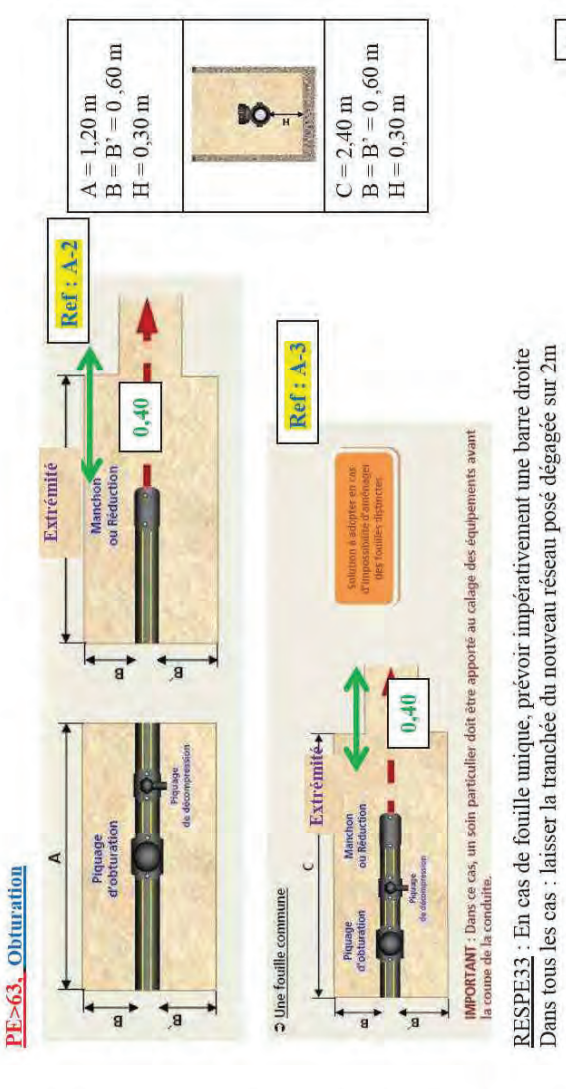 PE>63, Obturation
A
Piquage
d'obturation
Piquage
de décompression
B
B'
Ref : A-2
Extrémité
Manchon
ou Réduction
0,40
B
B'
A = 1,20 m
B = B' = 0 ,60 m
H = 0,30 m
H
C = 2,40 m
B = B' = 0 ,60 m
H = 0,30 m
➲ Une fouille commune
Ref : A-3
C
Extrémité
Piquage
d'obturation
Manchon
ou Réduction
Piquage
de décompression
0,40
B
B'
Solution à adopter en cas
d'impossibilité d'aménager
des fouilles distinctes.
IMPORTANT : Dans ce cas, un soin particulier doit être apporté au calage des équipements avant
la coupe de la conduite.
RESPE33 : En cas de fouille unique, prévoir impérativement une barre droite
Dans tous les cas : laisser la tranchée du nouveau réseau posé dégagée sur 2m